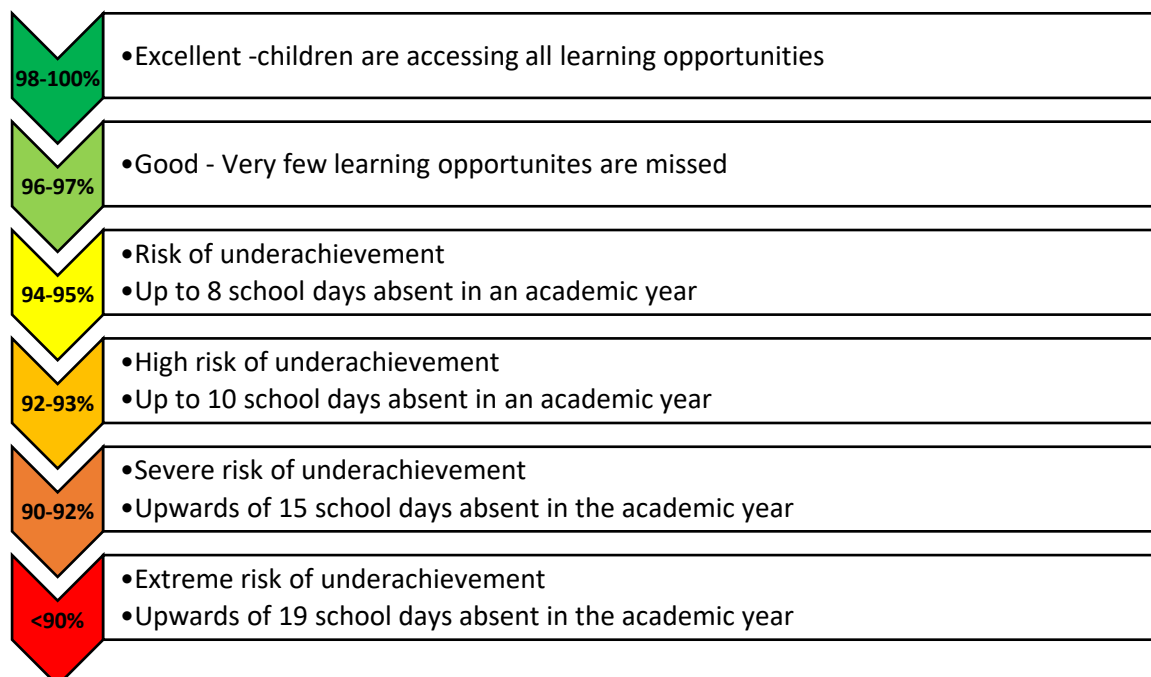 98-100%
•Excellent -children are accessing all learning opportunities
96-97%
•Good - Very few learning opportunites are missed
94-95%
•Risk of underachievement
•Up to 8 school days absent in an academic year
92-93%
•High risk of underachievement
•Up to 10 school days absent in an academic year
90-92%
•Severe risk of underachievement
•Upwards of 15 school days absent in the academic year
<90%
•Extreme risk of underachievement
•Upwards of 19 school days absent in the academic year